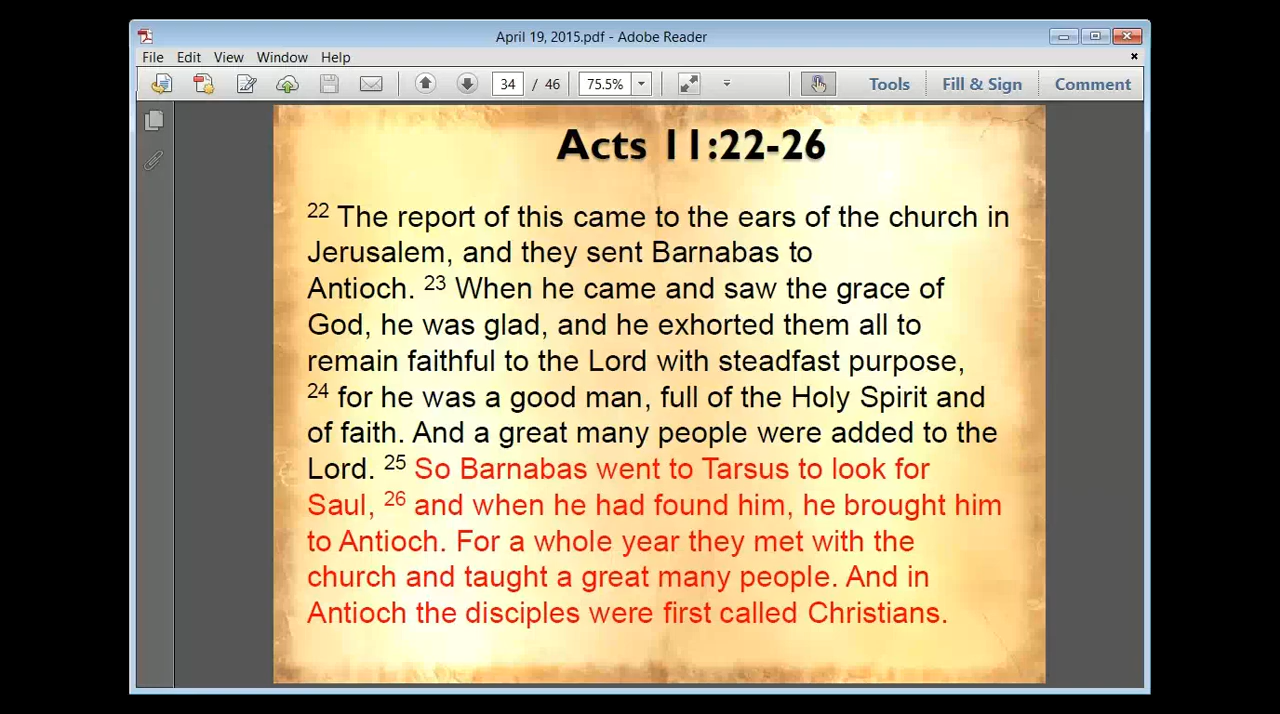 April 19, 2015.pdf - Adobe Reader
File Edit View Window Help
34 / 46 75.5% Tools Fill & Sign Comment
Acts 11:22-26
22 The report of this came to the ears of the church in
Jerusalem, and they sent Barnabas to
Antioch. 23 When he came and saw the grace of
God, he was glad, and he exhorted them all to
remain faithful to the Lord with steadfast purpose,
24 for he was a good man, full of the Holy Spirit and
of faith. And a great many people were added to the
Lord. 25 So Barnabas went to Tarsus to look for
Saul, 26 and when he had found him, he brought him
to Antioch. For a whole year they met with the
church and taught a great many people. And in
Antioch the disciples were first called Christians.